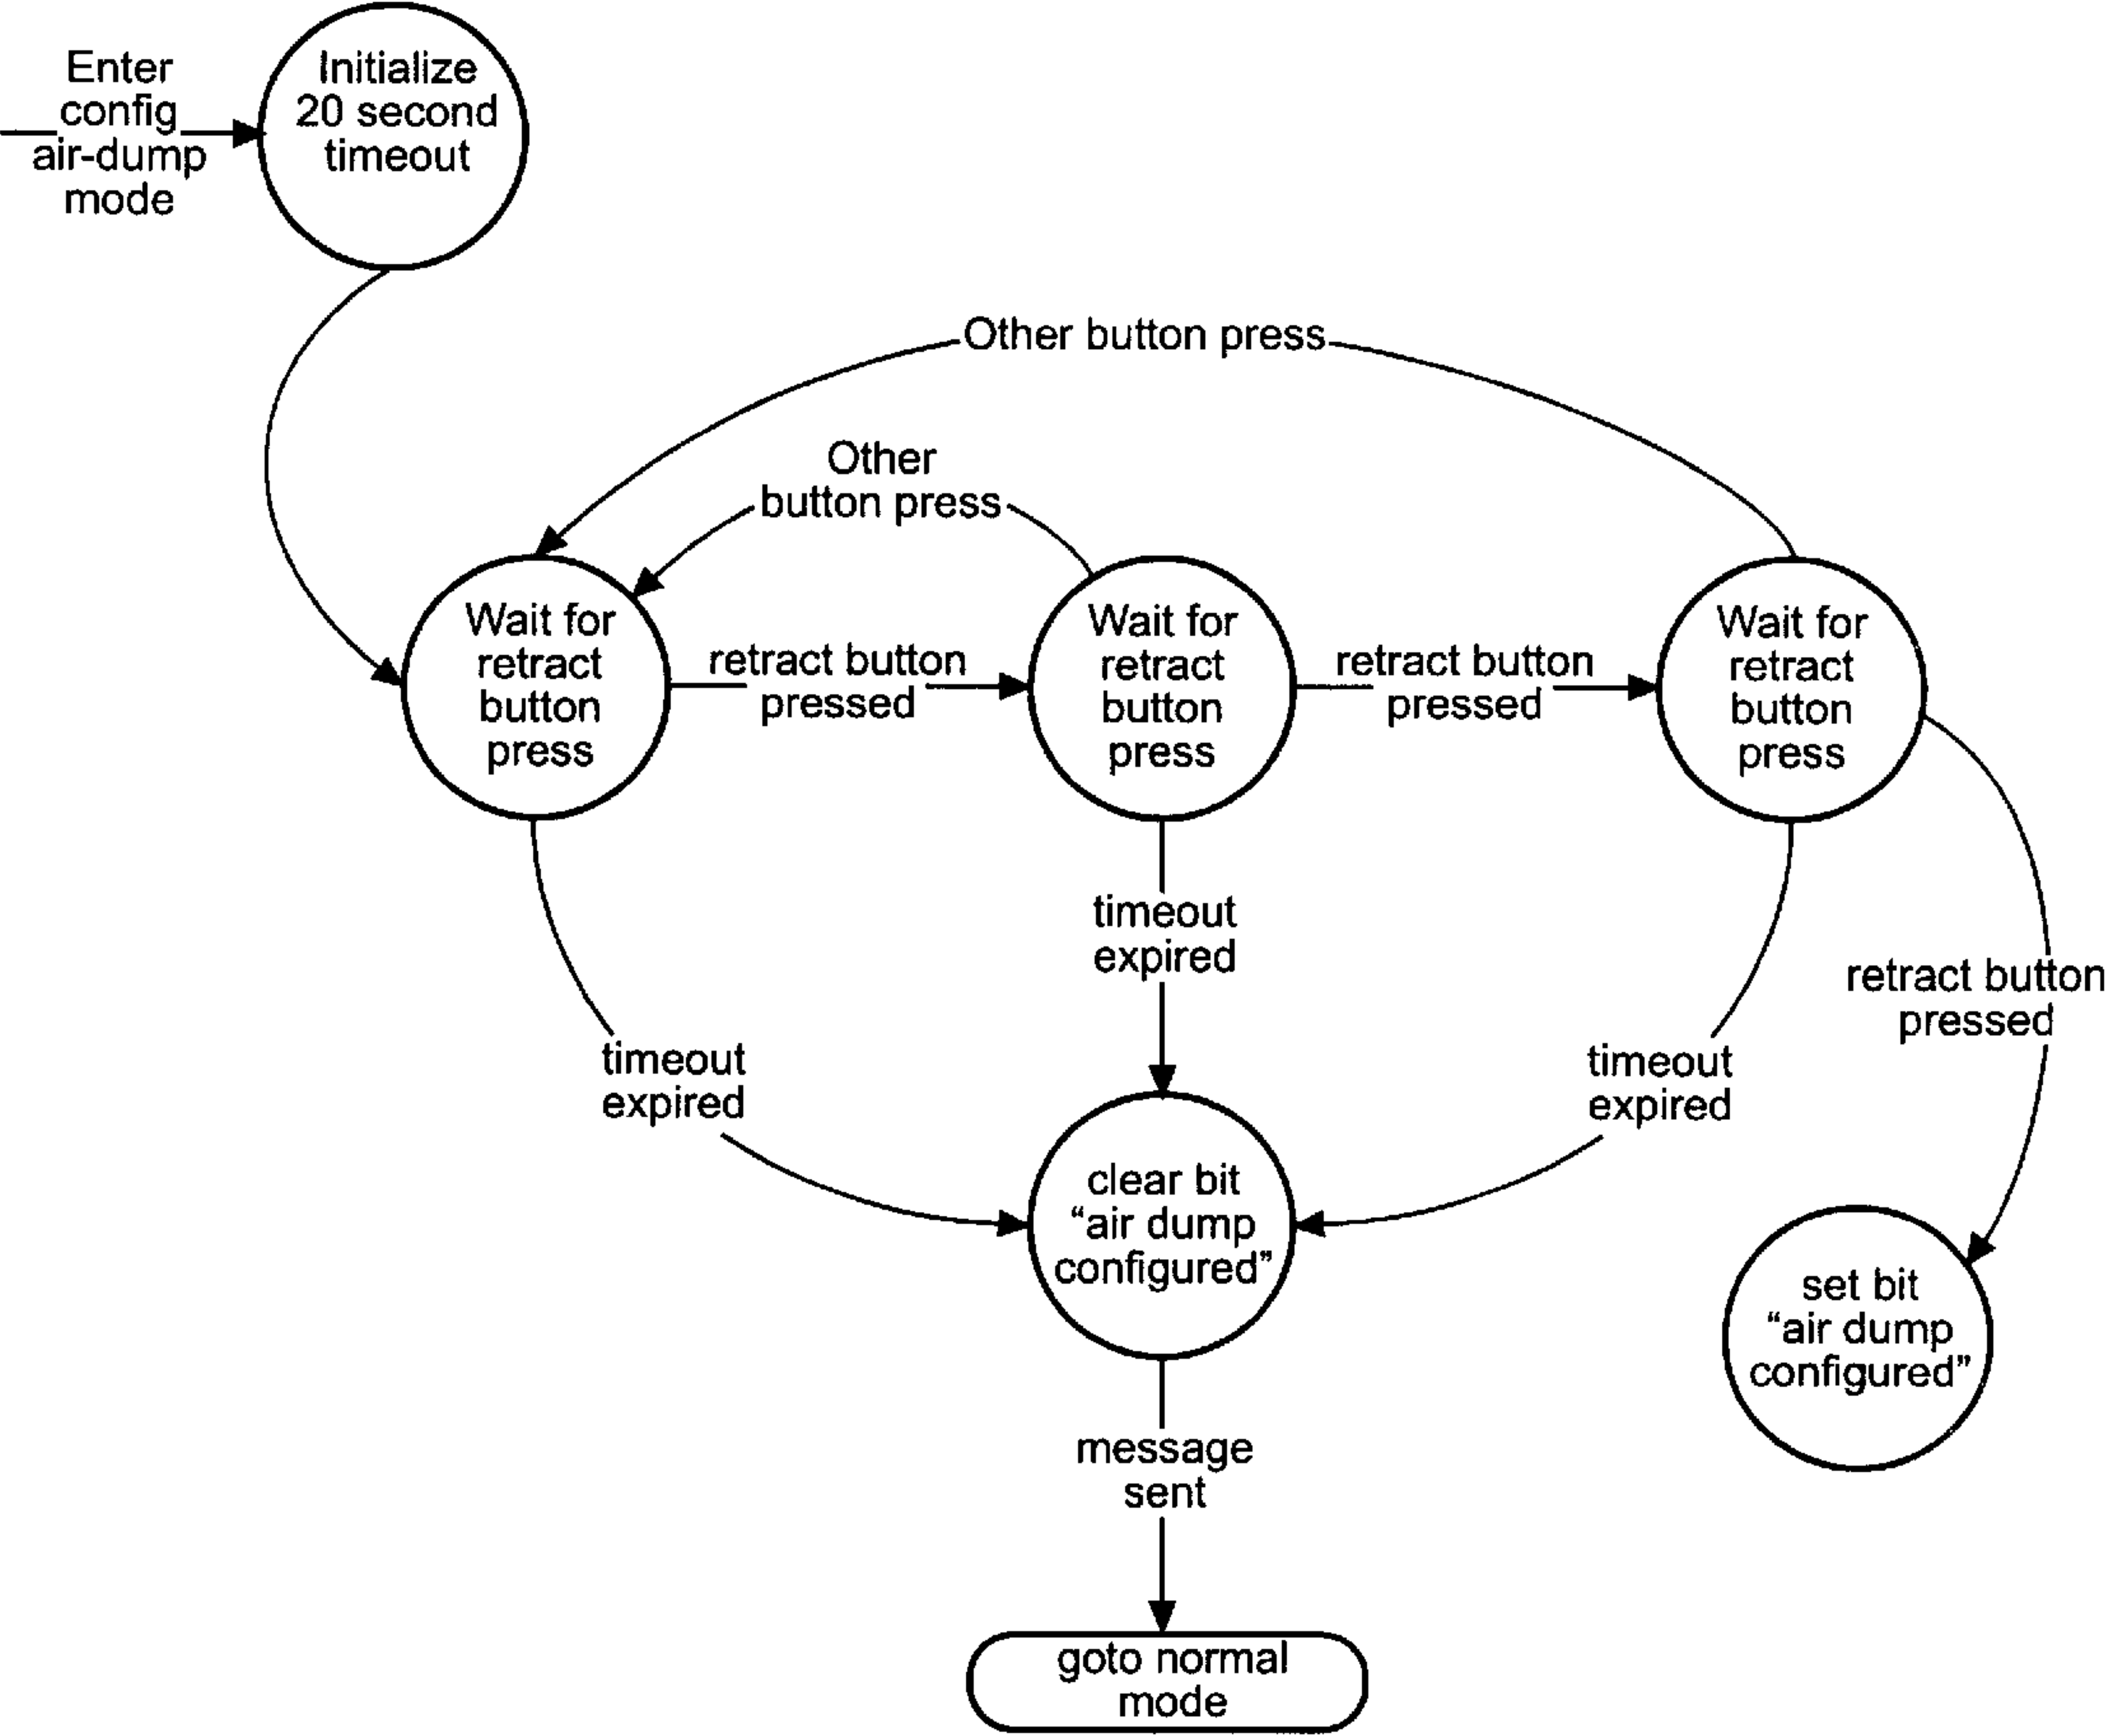 Enter
config
air-dump
mode
Initialize
20 second
timeout
Other button press
Other
button press
Wait for
retract
button
press
retract button
pressed
Wait for
retract
button
press
retract button
pressed
Wait for
retract
button
press
timeout
expired
timeout
expired
timeout
expired
retract button
pressed
clear bit
“air dump
configured”
set bit
“air dump
configured”
message
sent
goto normal
mode